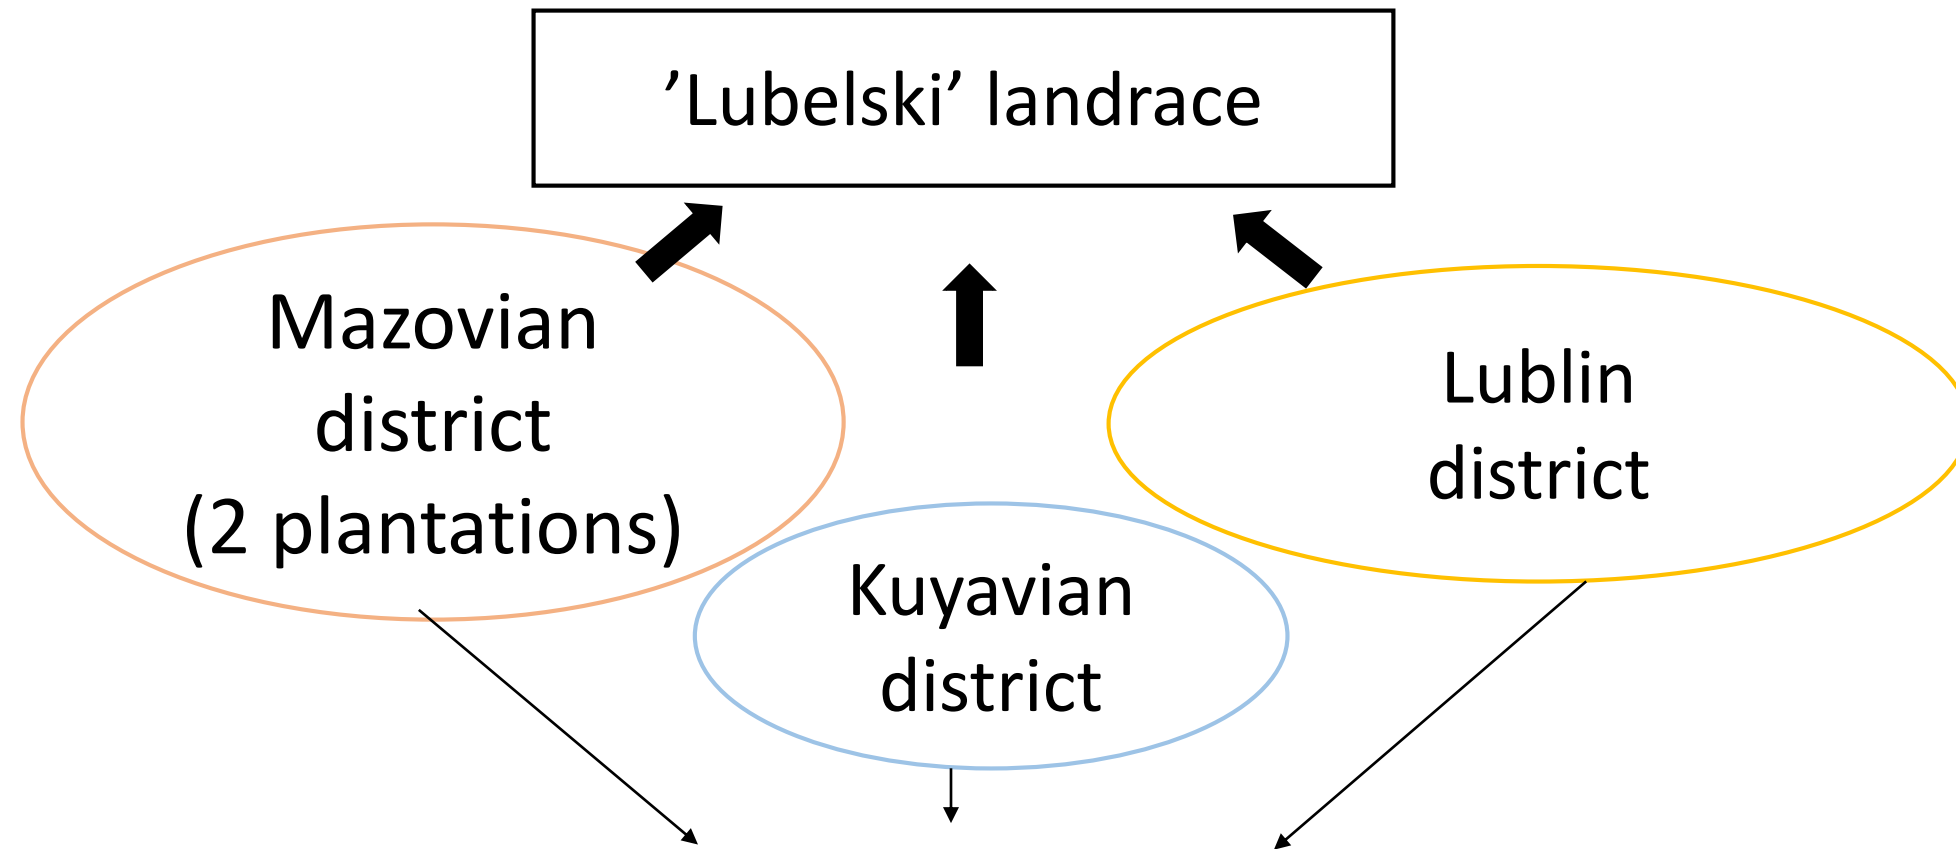 ’Lubelski’ landrace
Mazovian
district
(2 plantations)
Kuyavian
district
Lublin
district